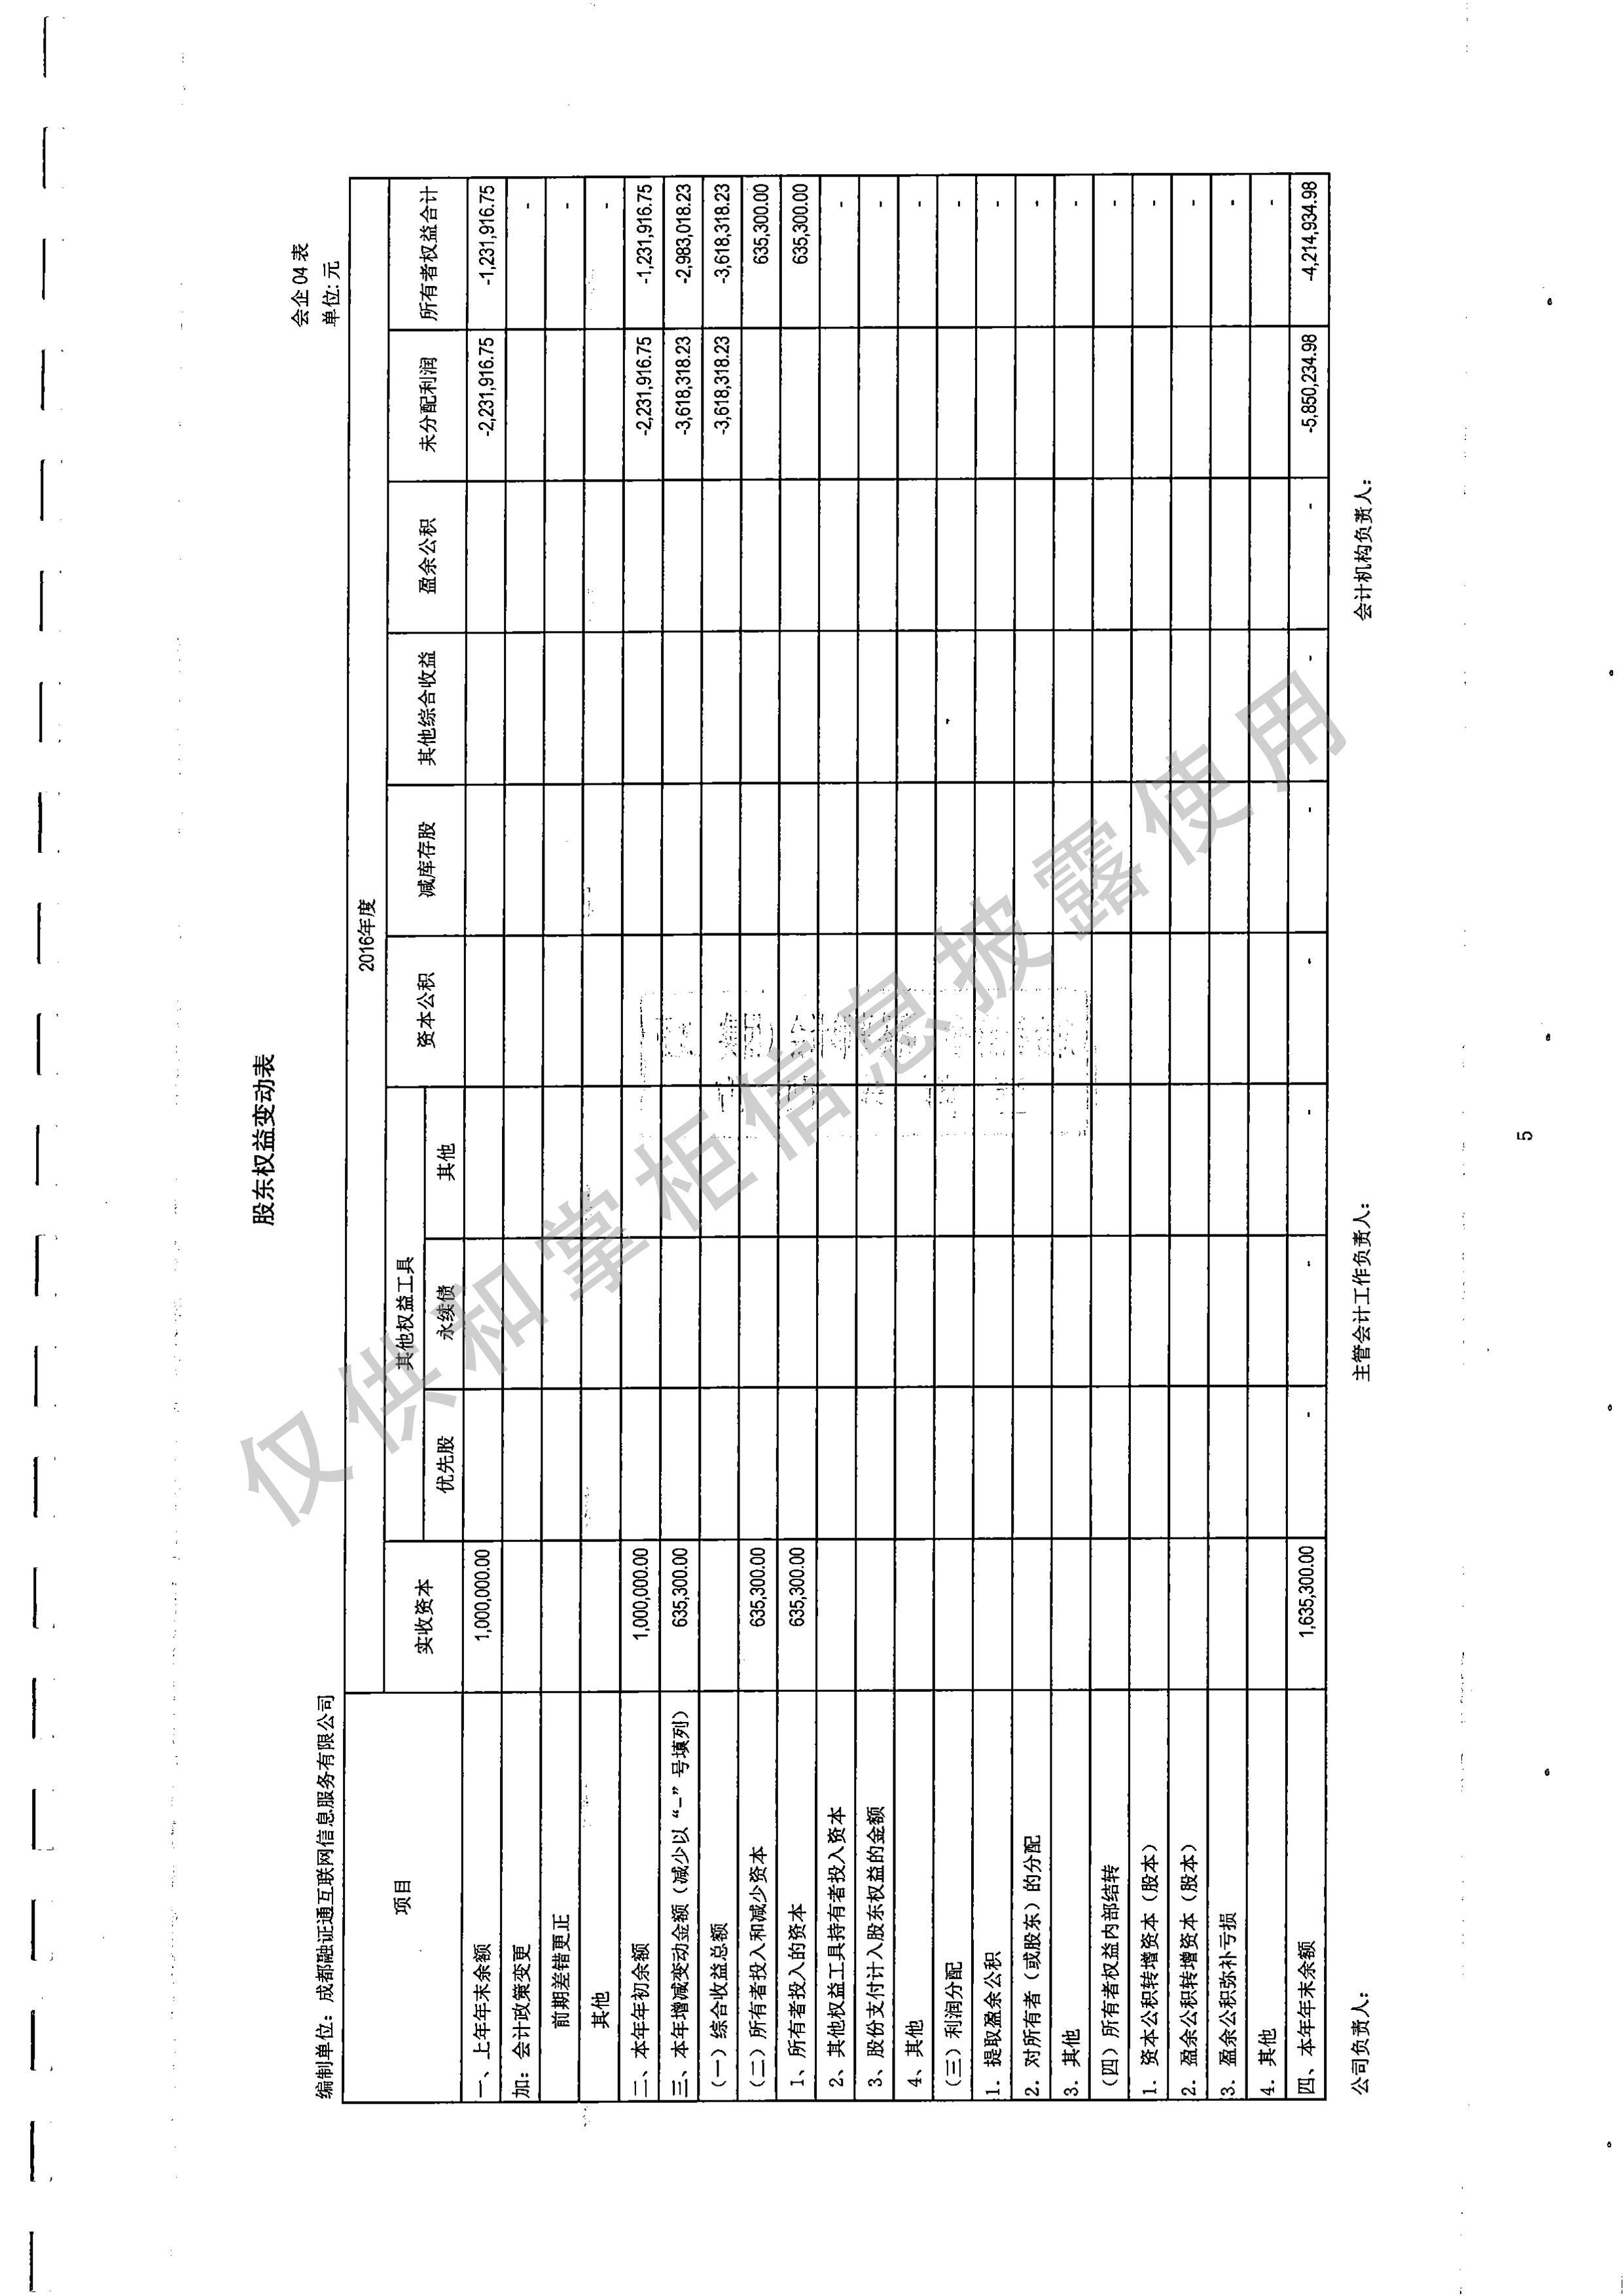 股东权益变动表
会企 04 表
编制单位：成都融证通互联网信息服务有限公司 单位: 元
项目 2016年度
实收资本 其他权益工具 资本公积 减库存股 其他综合收益 盈余公积 未分配利润 所有者权益合计
优先股 永续债 其他
一、上年年末余额 1,000,000.00 -2,231,916.75 -1,231,916.75
加：会计政策变更 -
前期差错更正 -
其他 -
二、本年年初余额 1,000,000.00 -2,231,916.75 -1,231,916.75
三、本年增减变动金额（减少以“–”号填列） 635,300.00 -3,618,318.23 -2,983,018.23
（一）综合收益总额 -3,618,318.23 -3,618,318.23
（二）所有者投入和减少资本 635,300.00 635,300.00
1、所有者投入的资本 635,300.00 635,300.00
2、其他权益工具持有者投入资本 -
3、股份支付计入股东权益的金额 -
4、其他 -
（三）利润分配 -
1．提取盈余公积 -
2．对所有者（或股东）的分配 -
3．其他 -
（四）所有者权益内部结转 -
1．资本公积转增资本（股本） -
2．盈余公积转增资本（股本） -
3．盈余公积弥补亏损 -
4．其他 -
四、本年年末余额 1,635,300.00 - - - - - - - -5,850,234.98 -4,214,934.98
公司负责人： 主管会计工作负责人： 会计机构负责人：
5
仅供和掌柜信息披露使用